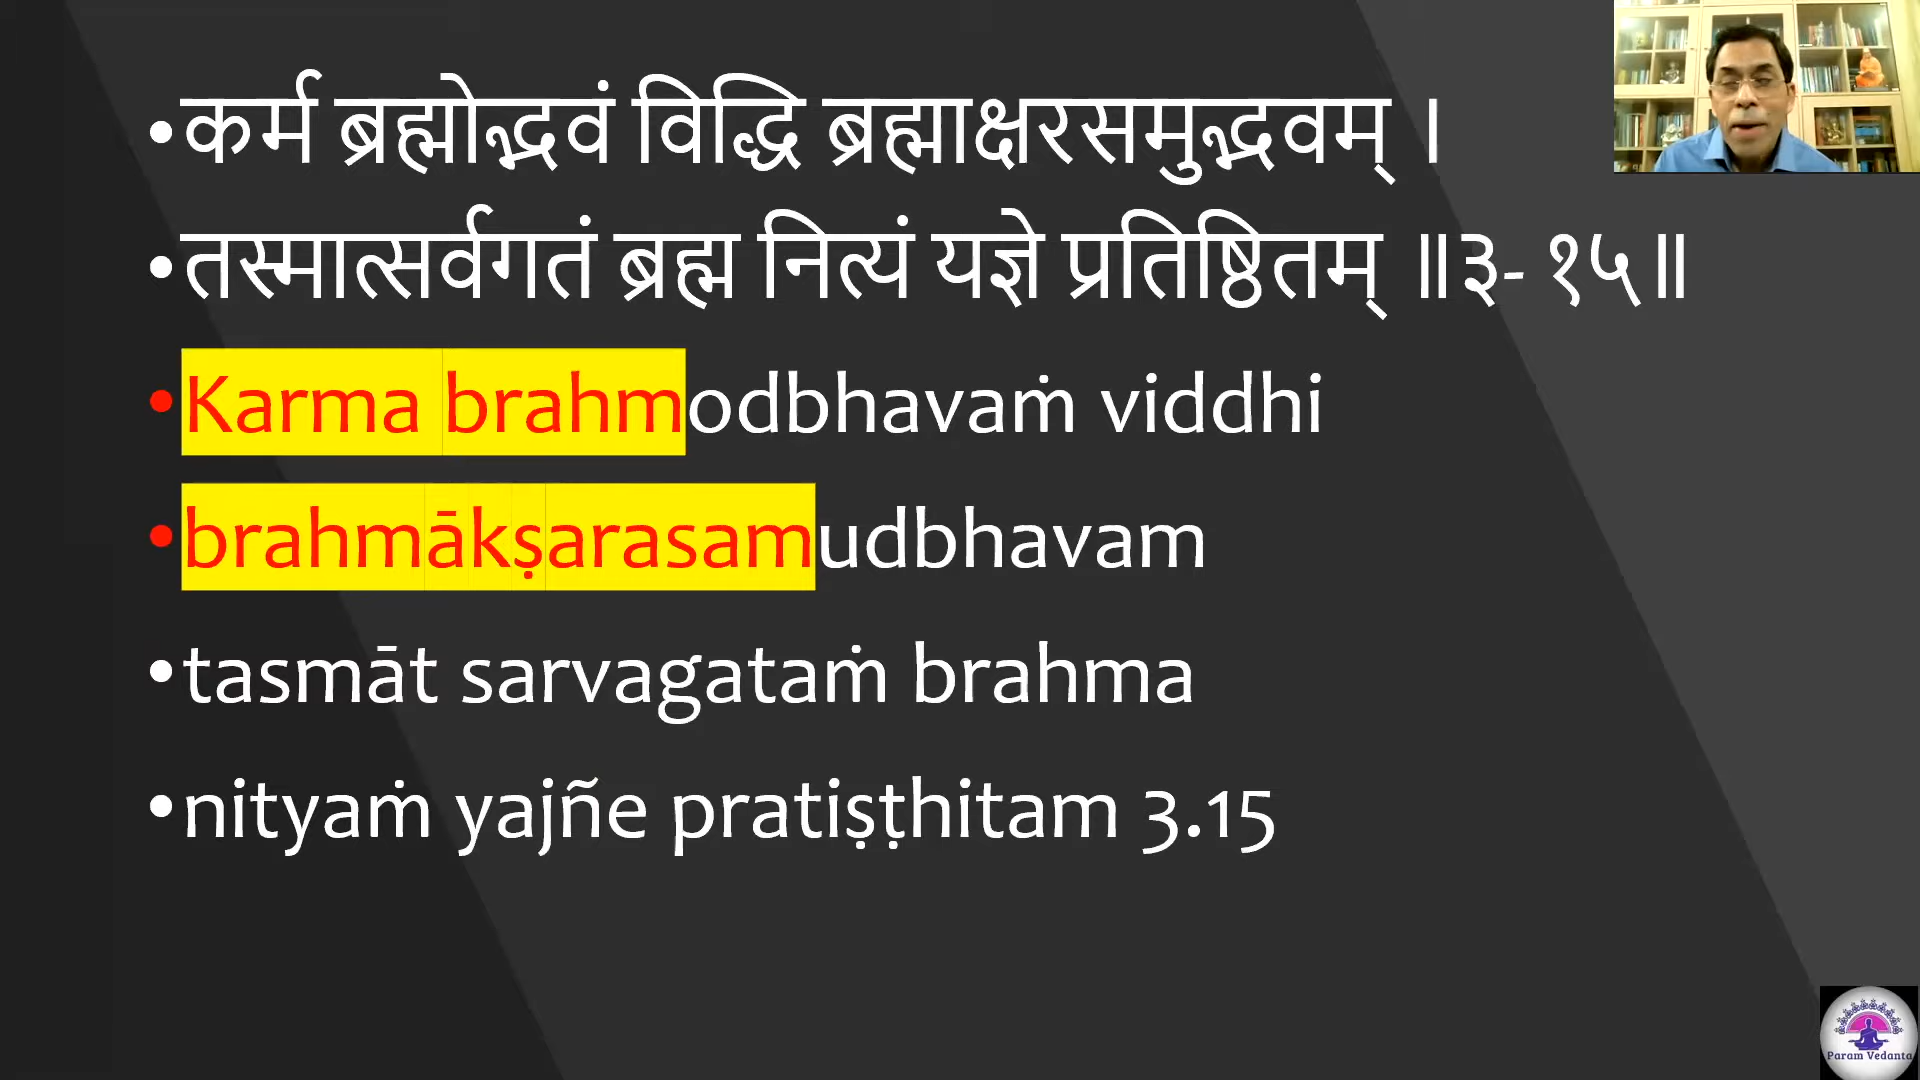 •कर्म ब्रह्मोद्भवं विद्धि ब्रह्माक्षरसमुद्भवम् ।
•तस्मात्सर्वगतं ब्रह्म नित्यं यज्ञे प्रतिष्ठितम् ॥३- १५॥
•Karma brahmodbhavaṁ viddhi
•brahmākṣarasamudbhavam
•tasmāt sarvagataṁ brahma
•nityaṁ yajñe pratiṣṭhitam 3.15
Param Vedanta